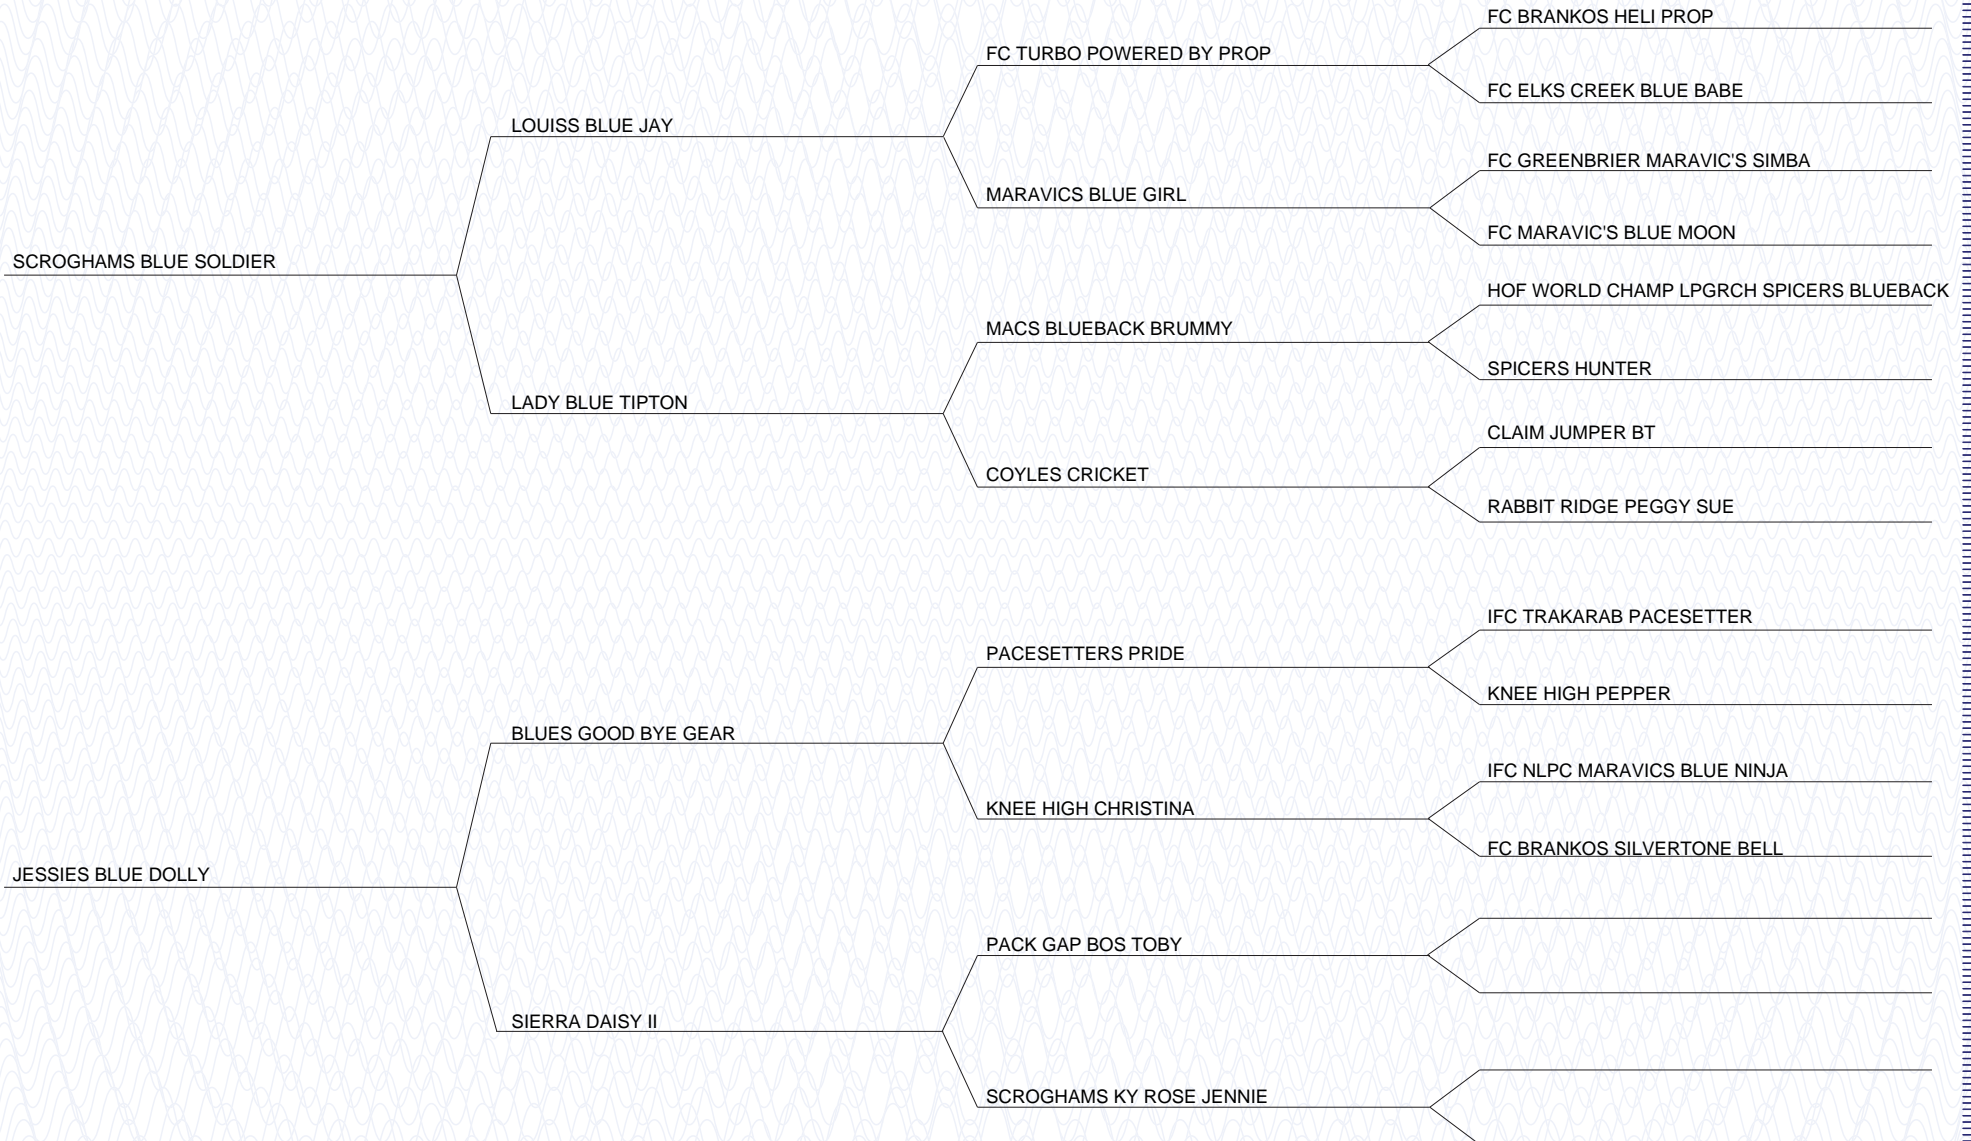 FC BRANKOS HELI PROP
FC TURBO POWERED BY PROP
FC ELKS CREEK BLUE BABE
LOUISS BLUE JAY
FC GREENBRIER MARAVIC'S SIMBA
MARAVICS BLUE GIRL
FC MARAVIC'S BLUE MOON
SCROGHAMS BLUE SOLDIER
HOF WORLD CHAMP LPGRCH SPICERS BLUEBACK
MACS BLUEBACK BRUMMY
SPICERS HUNTER
LADY BLUE TIPTON
CLAIM JUMPER BT
COYLES CRICKET
RABBIT RIDGE PEGGY SUE
IFC TRAKARAB PACESETTER
PACESETTERS PRIDE
KNEE HIGH PEPPER
BLUES GOOD BYE GEAR
IFC NLPC MARAVICS BLUE NINJA
KNEE HIGH CHRISTINA
FC BRANKOS SILVERTONE BELL
JESSIES BLUE DOLLY
PACK GAP BOS TOBY
SIERRA DAISY II
SCROGHAMS KY ROSE JENNIE